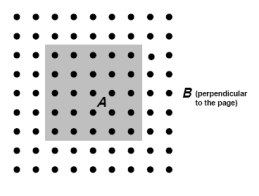 A
B (perpendicular
to the page)